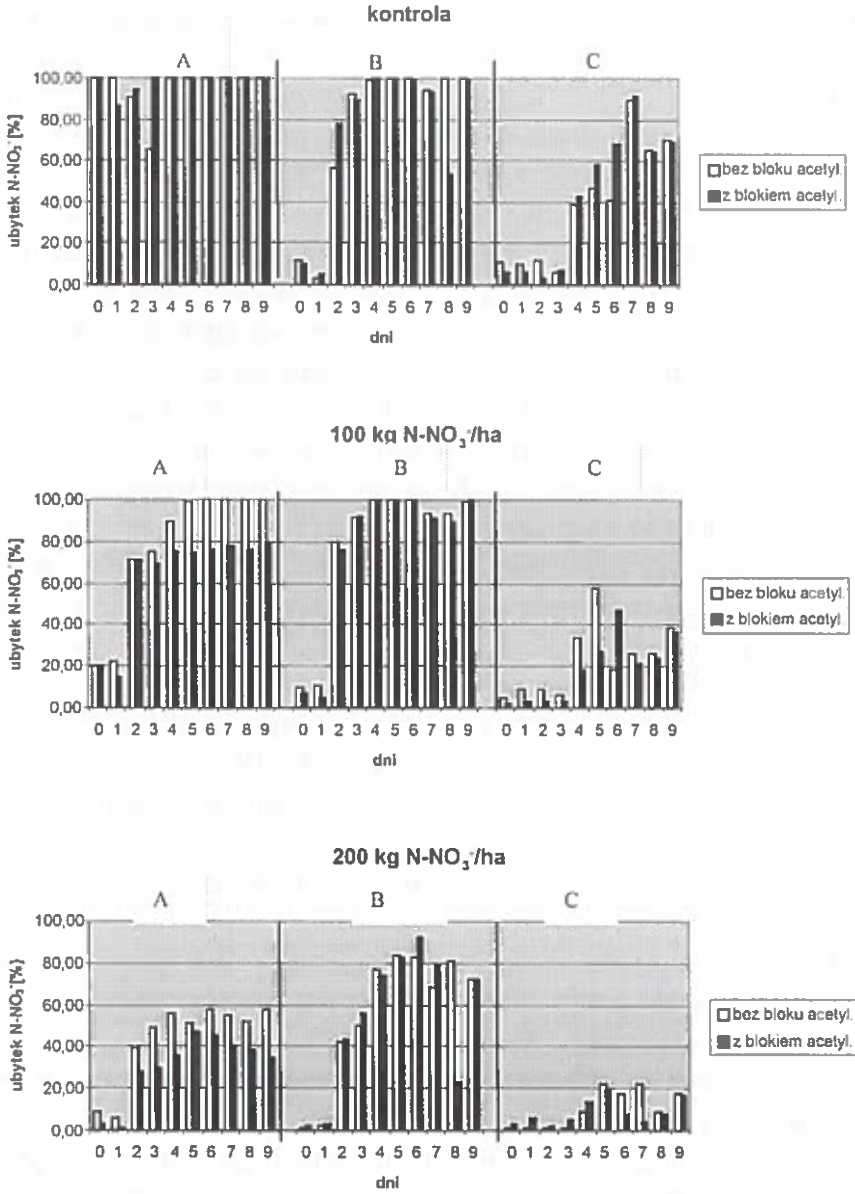 kontrola
A B C
ubytek N-NO₃⁻ [%]
100,00
80,00
60,00
40,00
20,00
0,00
0 1 2 3 4 5 6 7 8 9 0 1 2 3 4 5 6 7 8 9 0 1 2 3 4 5 6 7 8 9
dni
bez bloku acetyl.
z blokiem acetyl.
100 kg N-NO₃⁻/ha
A B C
ubytek N-NO₃⁻ [%]
100,00
80,00
60,00
40,00
20,00
0,00
0 1 2 3 4 5 6 7 8 9 0 1 2 3 4 5 6 7 8 9 0 1 2 3 4 5 6 7 8 9
dni
bez bloku acetyl.
z blokiem acetyl.
200 kg N-NO₃⁻/ha
A B C
ubytek N-NO₃⁻ [%]
100,00
80,00
60,00
40,00
20,00
0,00
0 1 2 3 4 5 6 7 8 9 0 1 2 3 4 5 6 7 8 9 0 1 2 3 4 5 6 7 8 9
dni
bez bloku acetyl.
z blokiem acetyl.